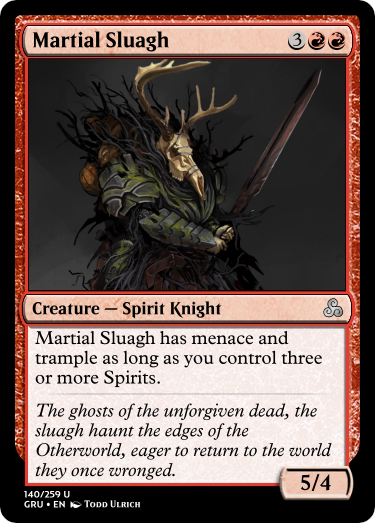 Martial Sluagh 3
Creature — Spirit Knight
Martial Sluagh has menace and
trample as long as you control three
or more Spirits.
The ghosts of the unforgiven dead, the
sluagh haunt the edges of the
Otherworld, eager to return to the world
they once wronged.
5/4
140/259 U
GRU • EN Todd Ulrich